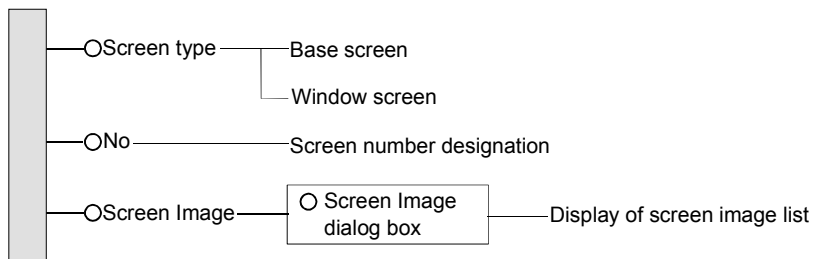 Screen type
Base screen
Window screen
No
Screen number designation
Screen Image
Screen Image
dialog box
Display of screen image list